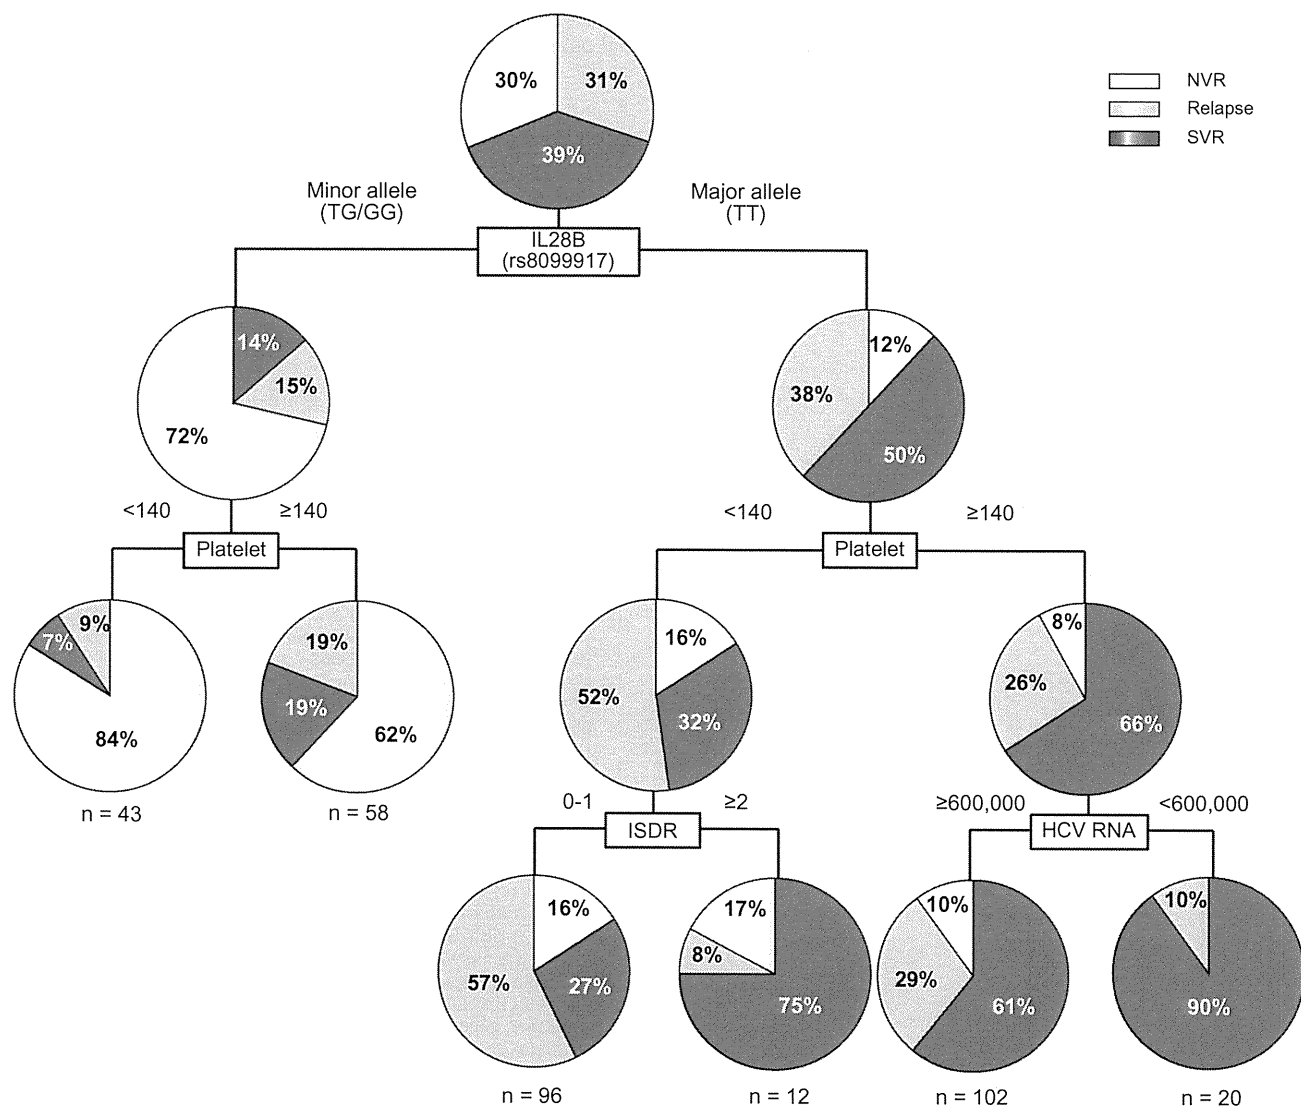 30%
31%
39%
NVR
Relapse
SVR
Minor allele
(TG/GG)
Major allele
(TT)
IL28B
(rs8099917)
14%
15%
72%
12%
38%
50%
<140
≥140
Platelet
<140
≥140
Platelet
9%
7%
84%
n = 43
19%
19%
62%
n = 58
16%
52%
32%
8%
26%
66%
0-1
≥2
ISDR
≥600,000
<600,000
HCV RNA
16%
57%
27%
n = 96
17%
8%
75%
n = 12
10%
29%
61%
n = 102
10%
90%
n = 20